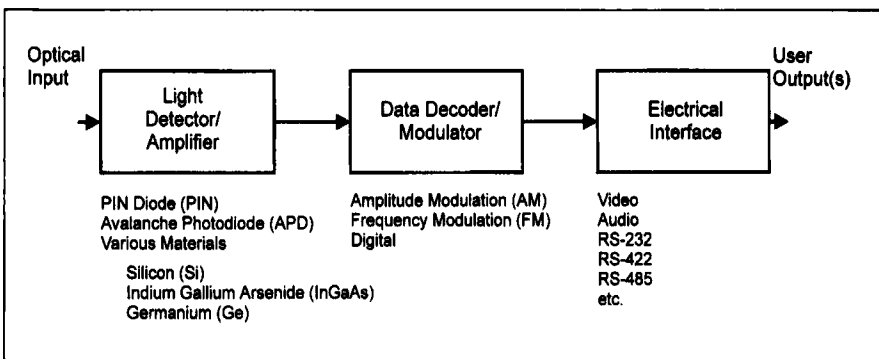 Optical
Input
User
Output(s)
Light
Detector/
Amplifier
Data Decoder/
Modulator
Electrical
Interface
PIN Diode (PIN)
Avalanche Photodiode (APD)
Various Materials
Silicon (Si)
Indium Gallium Arsenide (InGaAs)
Germanium (Ge)
Amplitude Modulation (AM)
Frequency Modulation (FM)
Digital
Video
Audio
RS-232
RS-422
RS-485
etc.